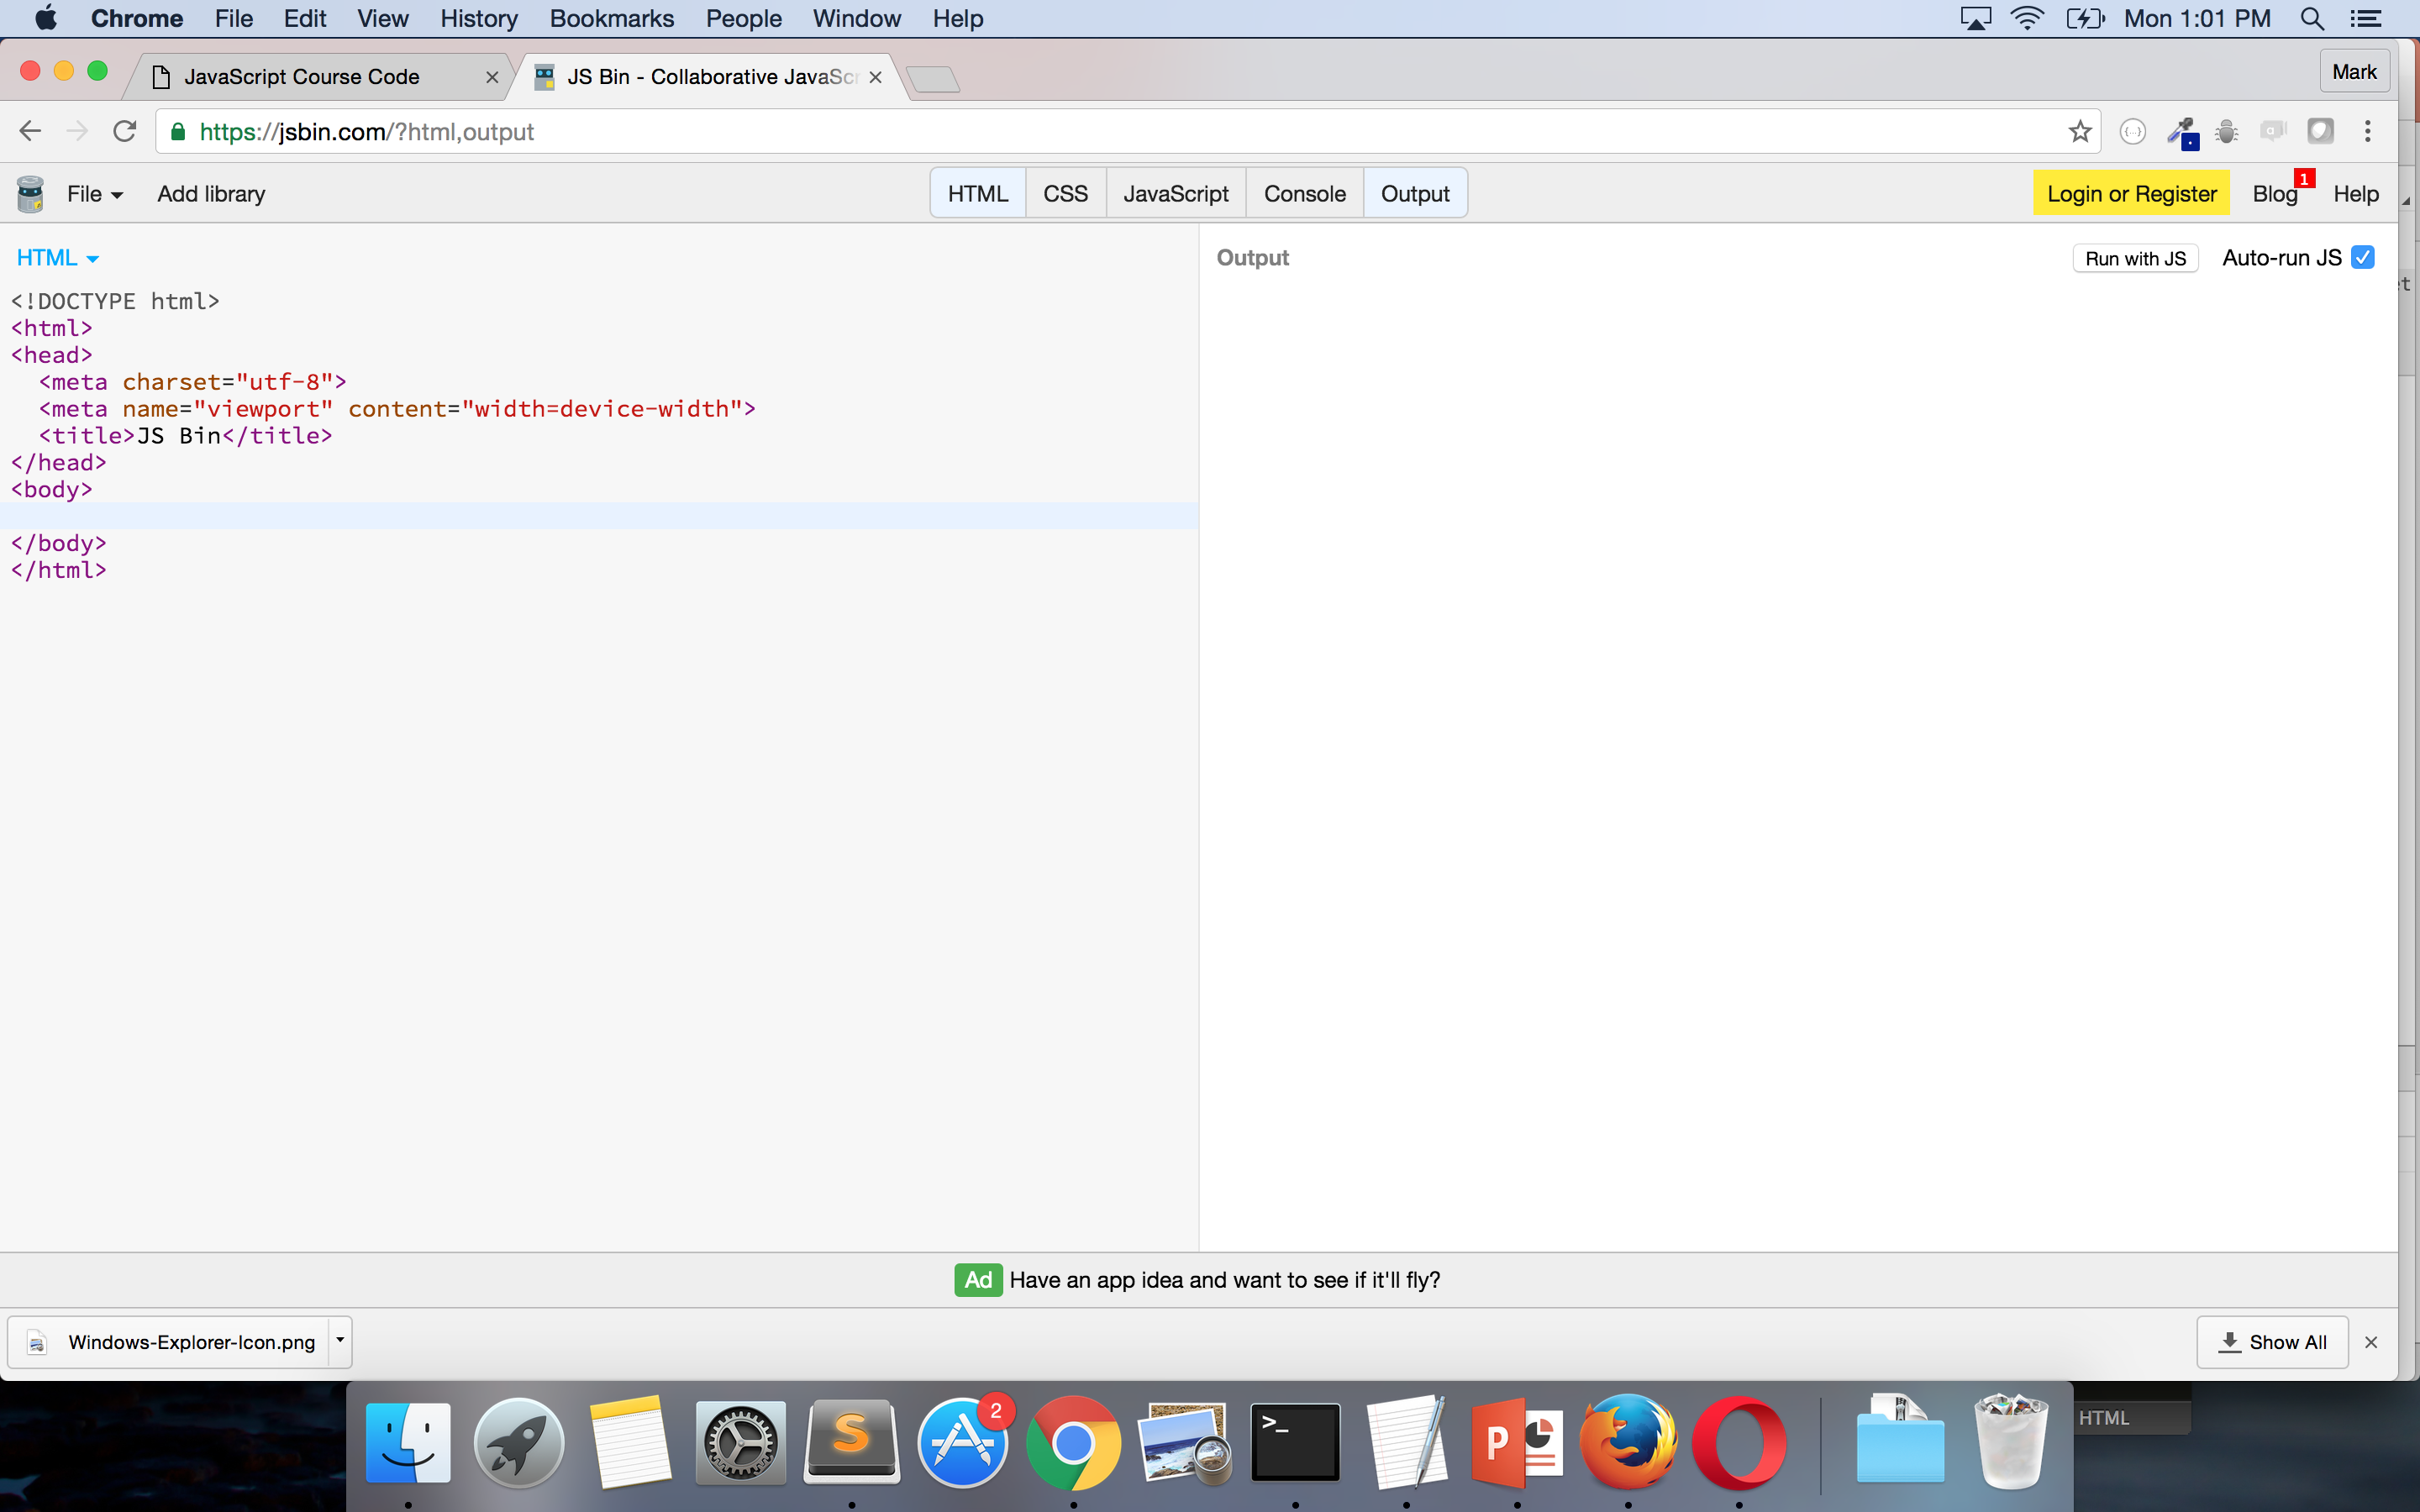 Chrome File Edit View History Bookmarks People Window Help Mon 1:01 PM
JavaScript Course Code JS Bin - Collaborative JavaScr Mark
https://jsbin.com/?html,output
File Add library HTML CSS JavaScript Console Output Login or Register Blog 1 Help
HTML Output Run with JS Auto-run JS
<!DOCTYPE html>
<html>
<head>
  <meta charset="utf-8">
  <meta name="viewport" content="width=device-width">
  <title>JS Bin</title>
</head>
<body>
</body>
</html>
Ad Have an app idea and want to see if it'll fly?
Windows-Explorer-Icon.png Show All
2
S
>_
P
HTML